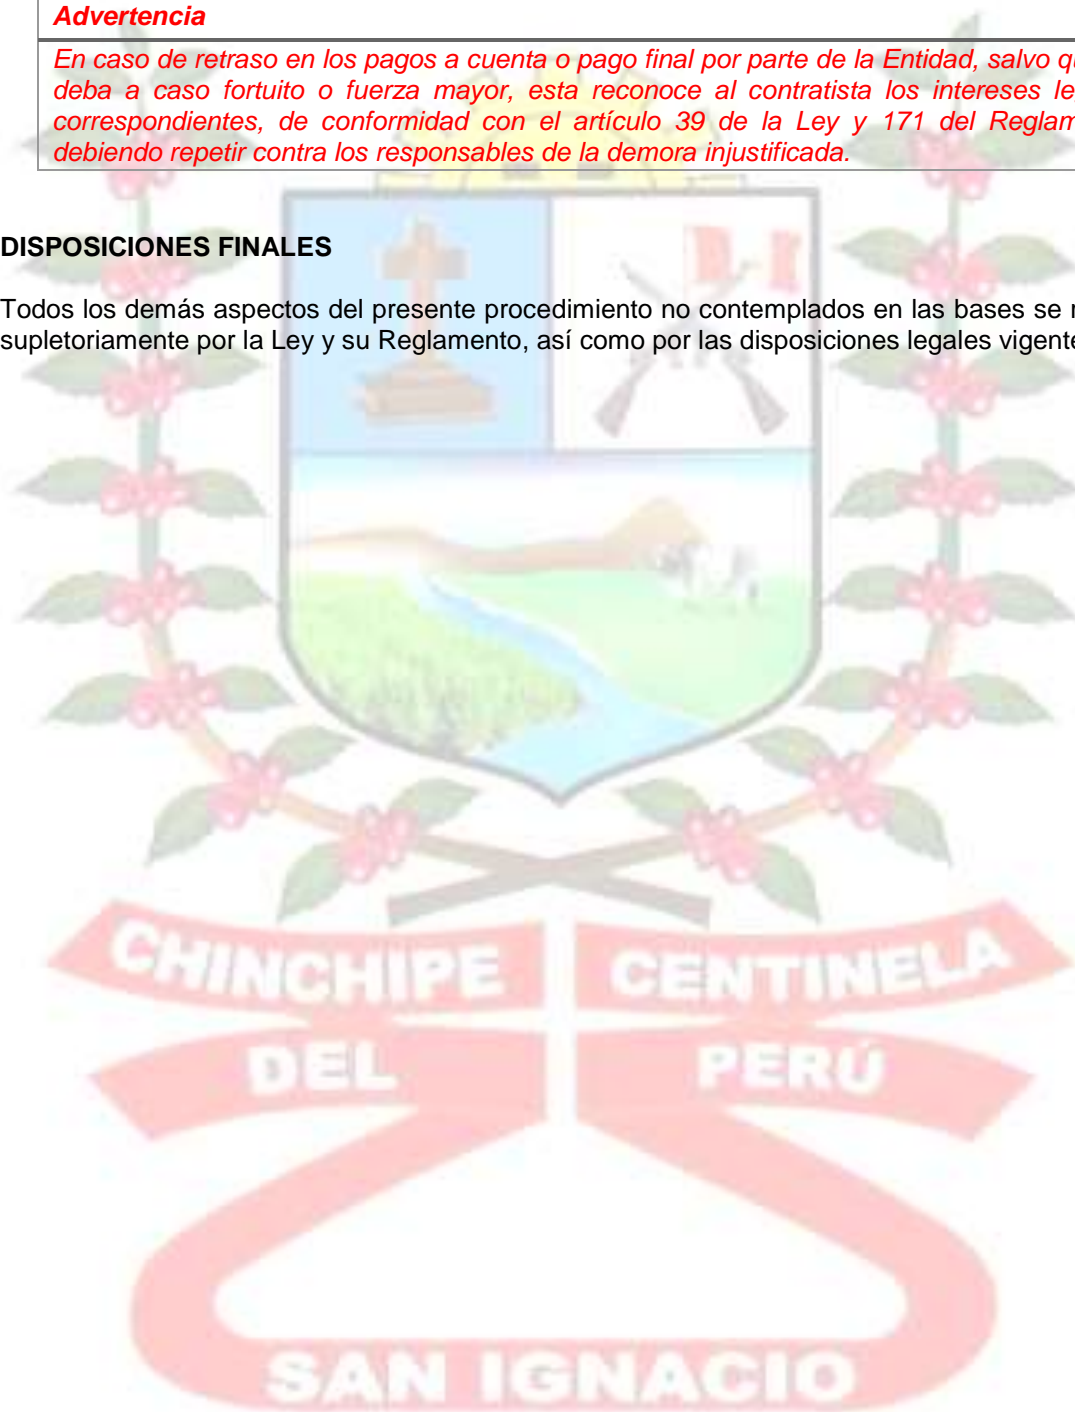 Advertencia
En caso de retraso en los pagos a cuenta o pago final por parte de la Entidad, salvo
deba a caso fortuito o fuerza mayor, esta reconoce al contratista los intereses
correspondientes, de conformidad con el artículo 39 de la Ley y 171 del
debiendo repetir contra los responsables de la demora injustificada.
DISPOSICIONES FINALES
Todos los demás aspectos del presente procedimiento no contemplados en las bases se
supletoriamente por la Ley y su Reglamento, así como por las disposiciones legales
CHINCHIPE CENTINELA
DEL PERÚ
SAN IGNACIO